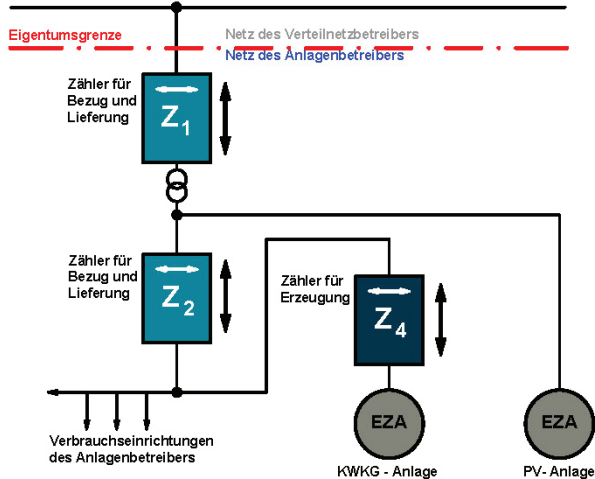 Eigentumsgrenze
Netz des Verteilnetzbetreibers
Netz des Anlagenbetreibers
Zähler für
Bezug und
Lieferung
Z1
Zähler für
Bezug und
Lieferung
Z2
Zähler für
Erzeugung
Z4
EZA
EZA
Verbrauchseinrichtungen
des Anlagenbetreibers
KWKG - Anlage
PV- Anlage